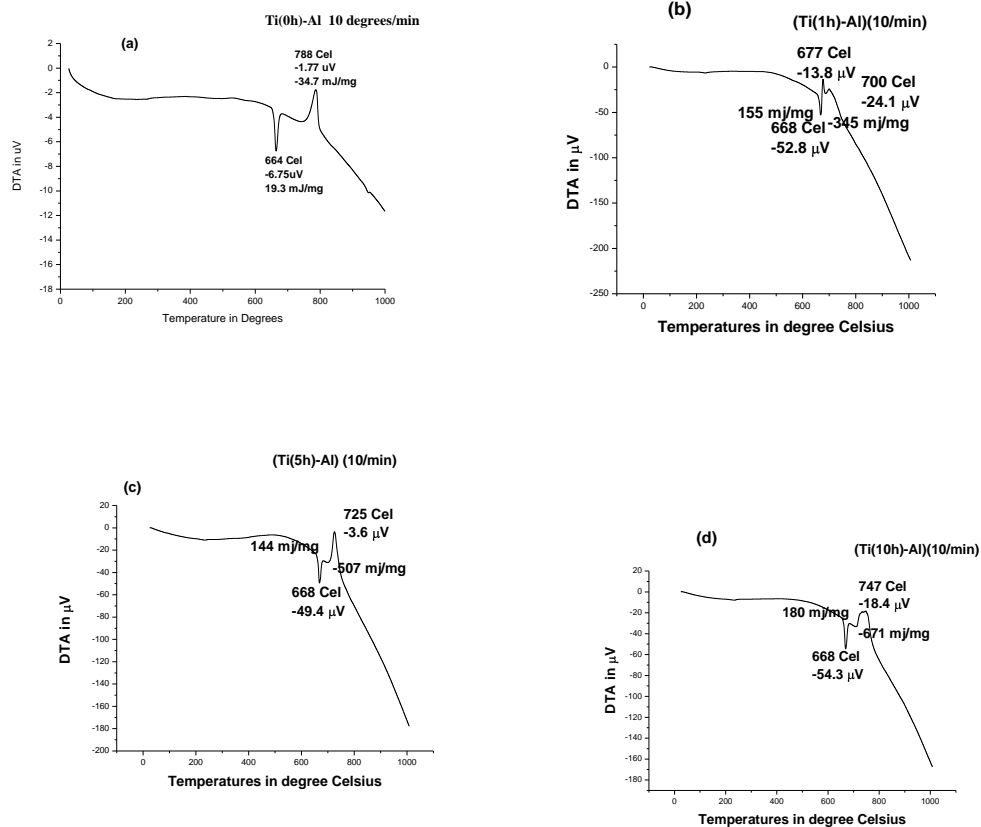 Ti(0h)-Al 10 degrees/min
(a)
788 Cel
-1.77 uV
-34.7 mJ/mg
2
0
-2
-4
-6
-8
-10
-12
-14
-16
-18
DTA in uV
664 Cel
-6.75uV
19.3 mJ/mg
0
200
400
600
800
1000
Temperature in Degrees
(b)
(Ti(1h)-Al)(10/min)
677 Cel
-13.8 μV
700 Cel
-24.1 μV
155 mj/mg
-345 mj/mg
668 Cel
-52.8 μV
0
-50
-100
-150
-200
-250
DTA in μV
0
200
400
600
800
1000
Temperatures in degree Celsius
(Ti(5h)-Al) (10/min)
(c)
725 Cel
-3.6 μV
144 mj/mg
-507 mj/mg
668 Cel
-49.4 μV
20
0
-20
-40
-60
-80
-100
-120
-140
-160
-180
-200
DTA in μV
0
200
400
600
800
1000
Temperatures in degree Celsius
(d)
(Ti(10h)-Al)(10/min)
747 Cel
-18.4 μV
180 mj/mg
-671 mj/mg
668 Cel
-54.3 μV
20
0
-20
-40
-60
-80
-100
-120
-140
-160
-180
DTA in μV
0
200
400
600
800
1000
Temperatures in degree Celsius